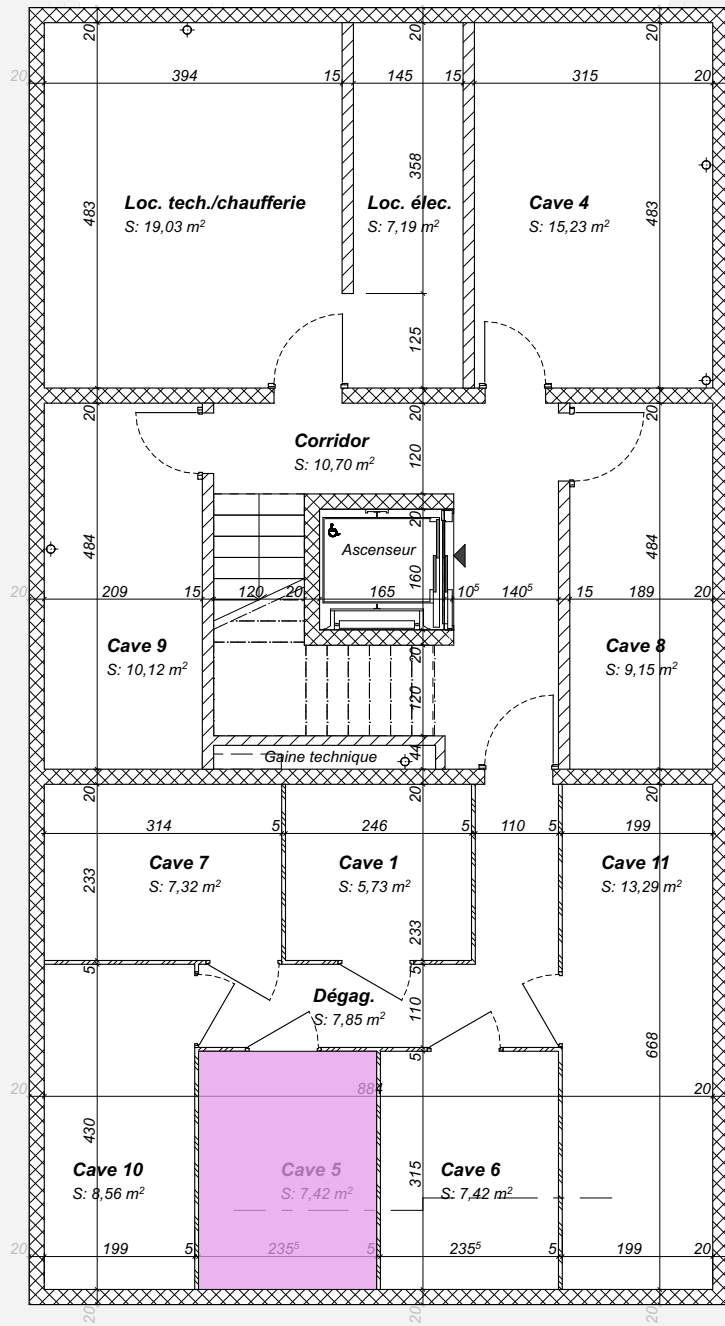 20 20
20 394 15 145 15 315 20
358
483 483
Loc. tech./chaufferie Loc. élec. Cave 4
S: 19,03 m² S: 7,19 m² S: 15,23 m²
125
20 20 20
Corridor
S: 10,70 m²
120
20
Ascenseur
484 160 484
20 209 15 120 20 165 10⁵ 140⁵ 15 189 20
Cave 9 Cave 8
S: 10,12 m² S: 9,15 m²
20
120
44
Gaine technique
20 20
314 5 246 5 110 5 199
Cave 7 Cave 1 Cave 11
S: 7,32 m² S: 5,73 m² S: 13,29 m²
233 233
5 5
Dégag.
S: 7,85 m²
110
668
5
20 884 20
430
Cave 10 Cave 5 Cave 6
S: 8,56 m² S: 7,42 m² S: 7,42 m²
315
20 199 5 235⁵ 5 235⁵ 5 199 20
20 20 20